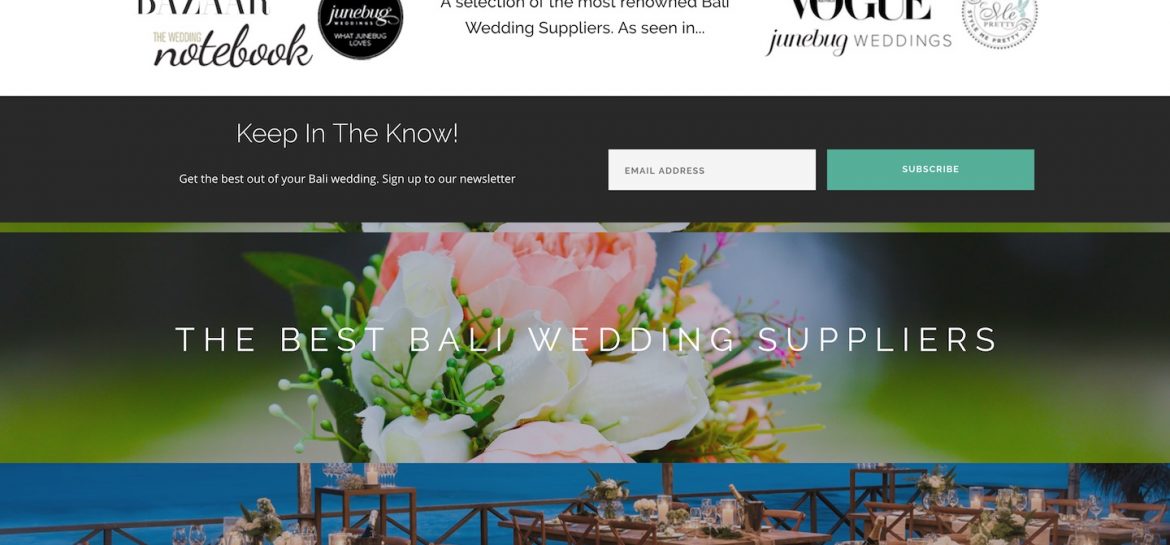 BAZAAR
THE WEDDING
notebook
junebug
WEDDINGS
WHAT JUNEBUG
LOVES
A selection of the most renowned Bali
Wedding Suppliers. As seen in...
VOGUE
junebug WEDDINGS
Me
PRETTY
STYLE ME PRETTY
Keep In The Know!
Get the best out of your Bali wedding. Sign up to our newsletter
EMAIL ADDRESS
SUBSCRIBE
THE BEST BALI WEDDING SUPPLIERS